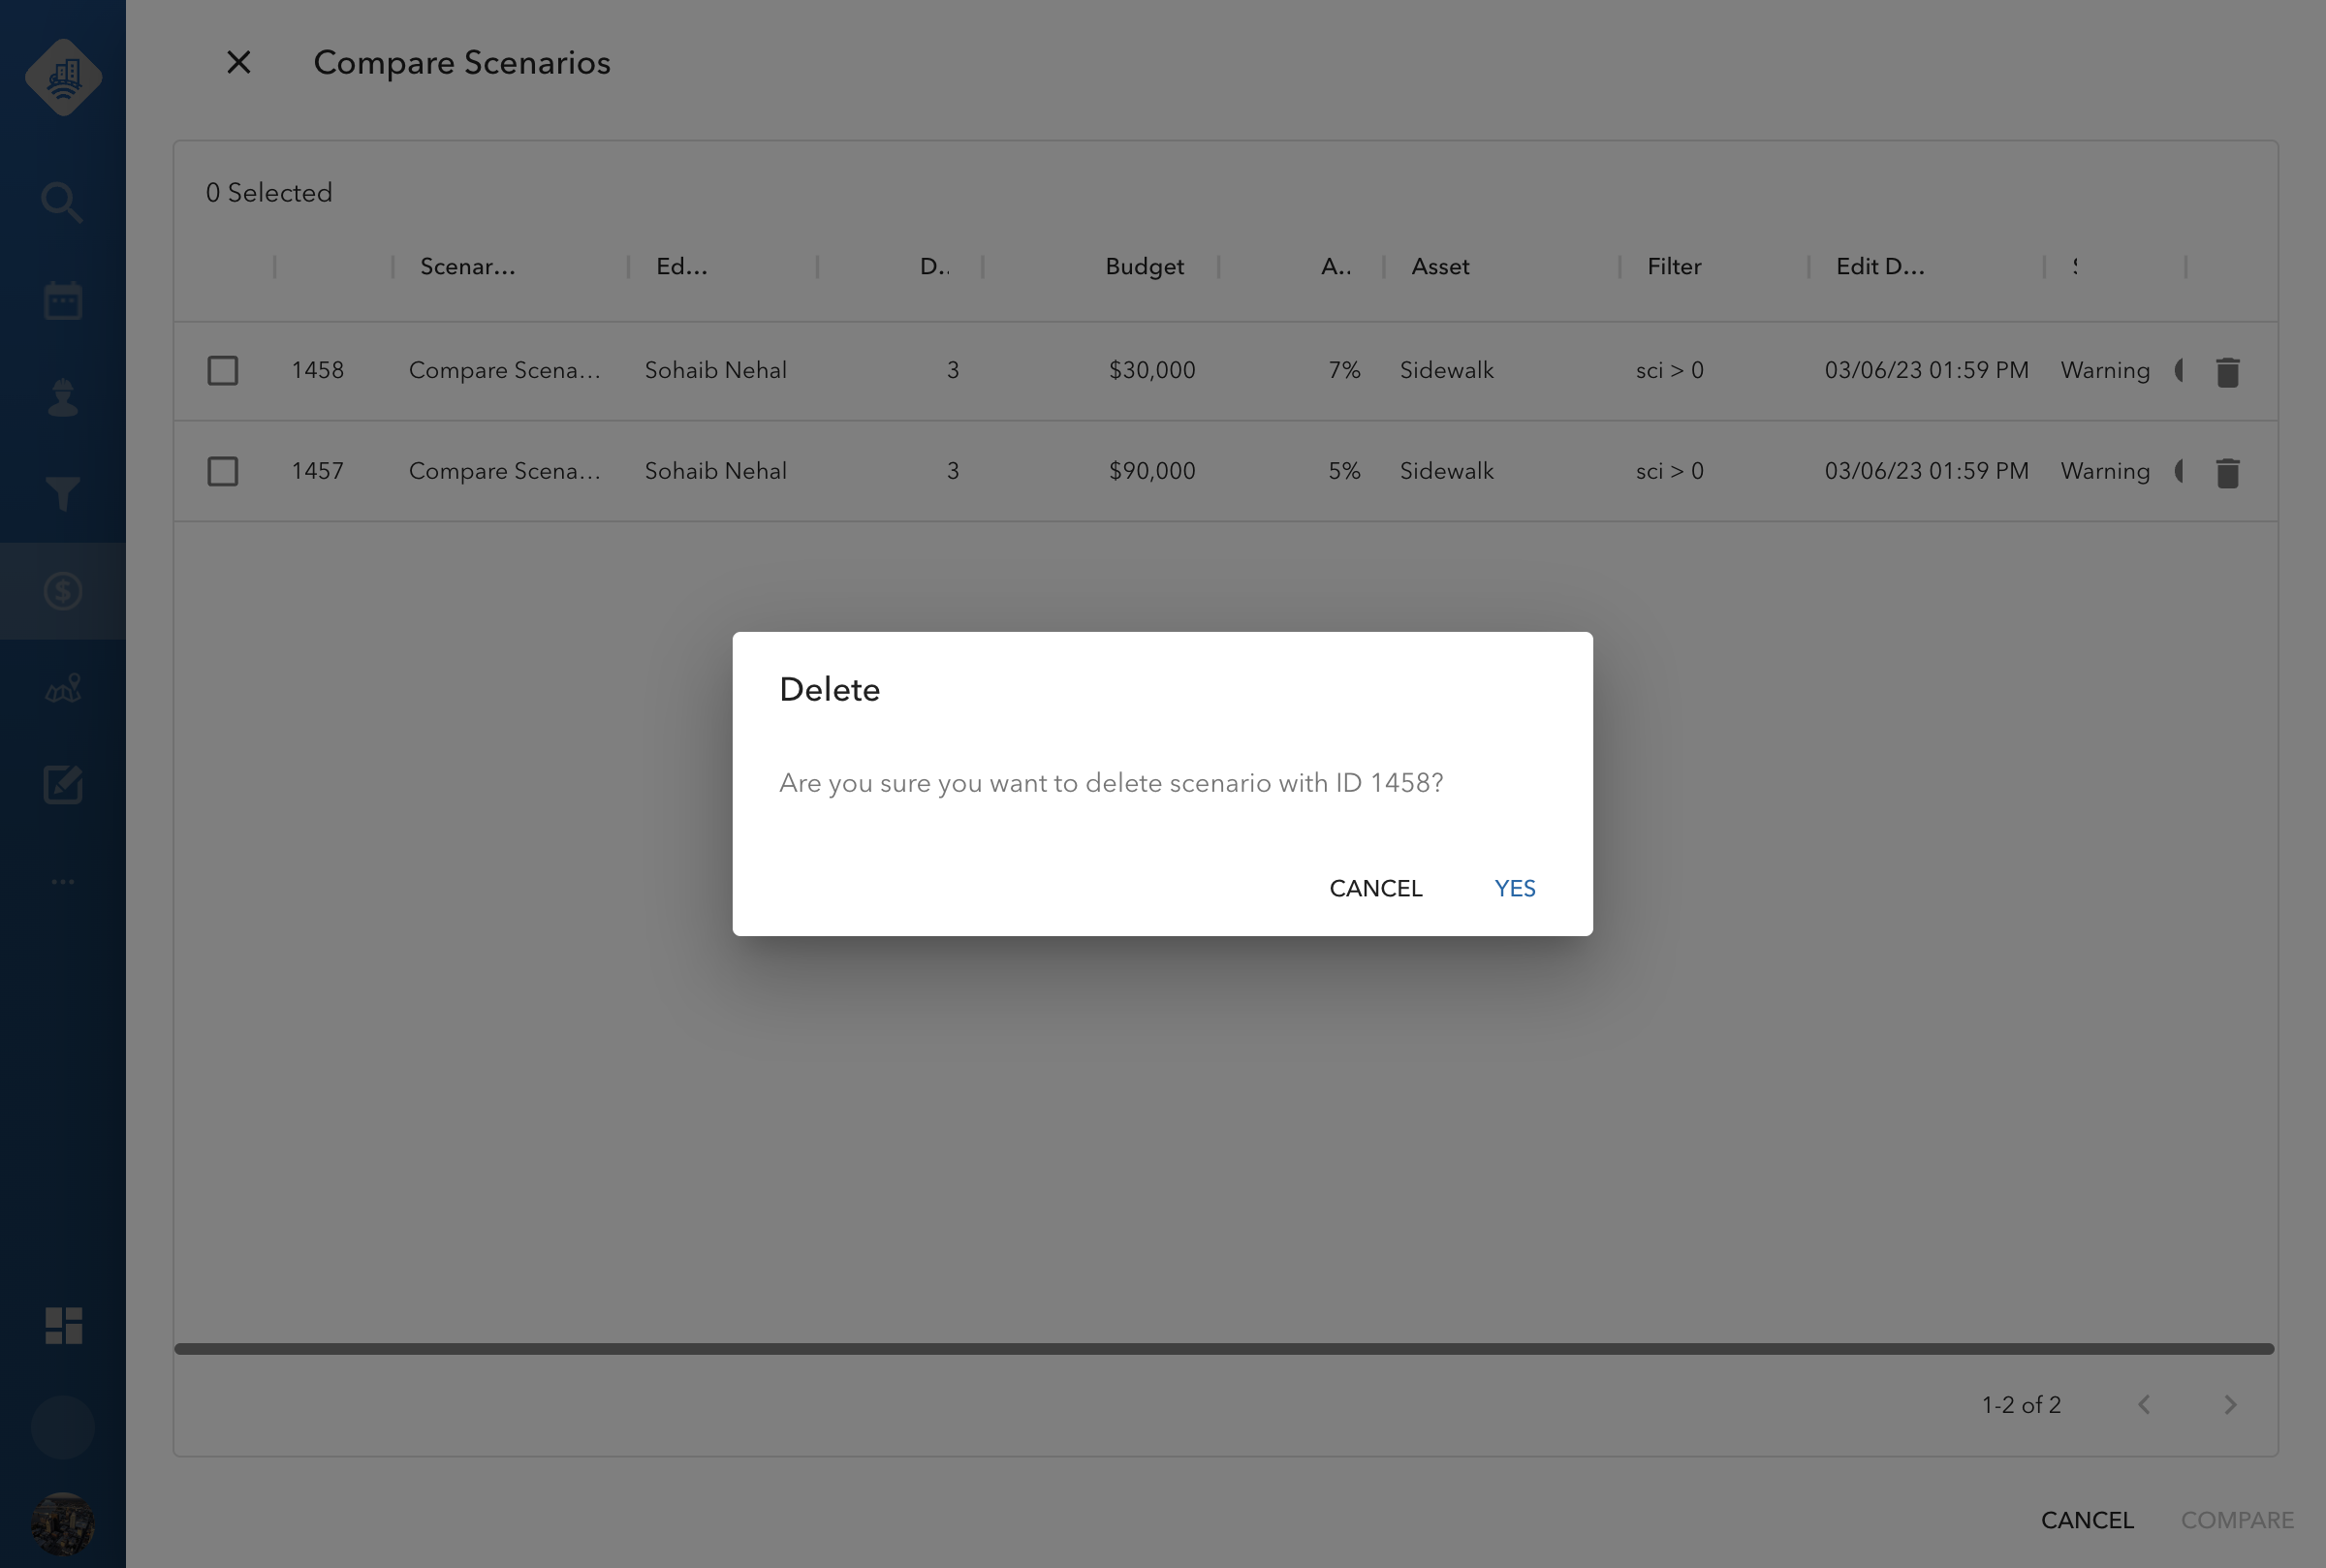 Compare Scenarios
0 Selected
Scenar... Ed... D.. Budget A.. Asset Filter Edit D...
1458 Compare Scena... Sohaib Nehal 3 $30,000 7% Sidewalk sci > 0 03/06/23 01:59 PM Warning
1457 Compare Scena... Sohaib Nehal 3 $90,000 5% Sidewalk sci > 0 03/06/23 01:59 PM Warning
Delete
Are you sure you want to delete scenario with ID 1458?
CANCEL YES
1-2 of 2
CANCEL COMPARE